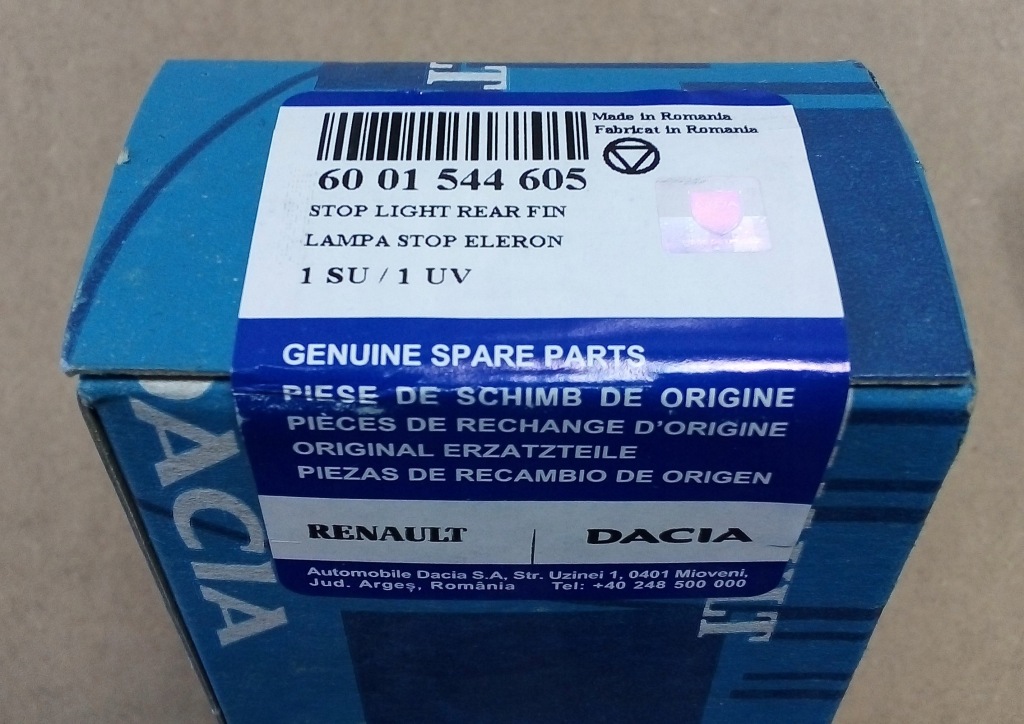 LT
Made in Romania
Fabricat in Romania
60 01 544 605
STOP LIGHT REAR FIN
LAMPA STOP ELERON
1 SU / 1 UV
GENUINE SPARE PARTS
PIESE DE SCHIMB DE ORIGINE
PIÈCES DE RECHANGE D'ORIGINE
ORIGINAL ERZATZTEILE
PIEZAS DE RECAMBIO DE ORIGEN
RENAULT DACIA
Automobile Dacia S.A, Str. Uzinei 1, 0401 Mioveni,
Jud. Argeş, România Tel: +40 248 500 000
DACIA
LT